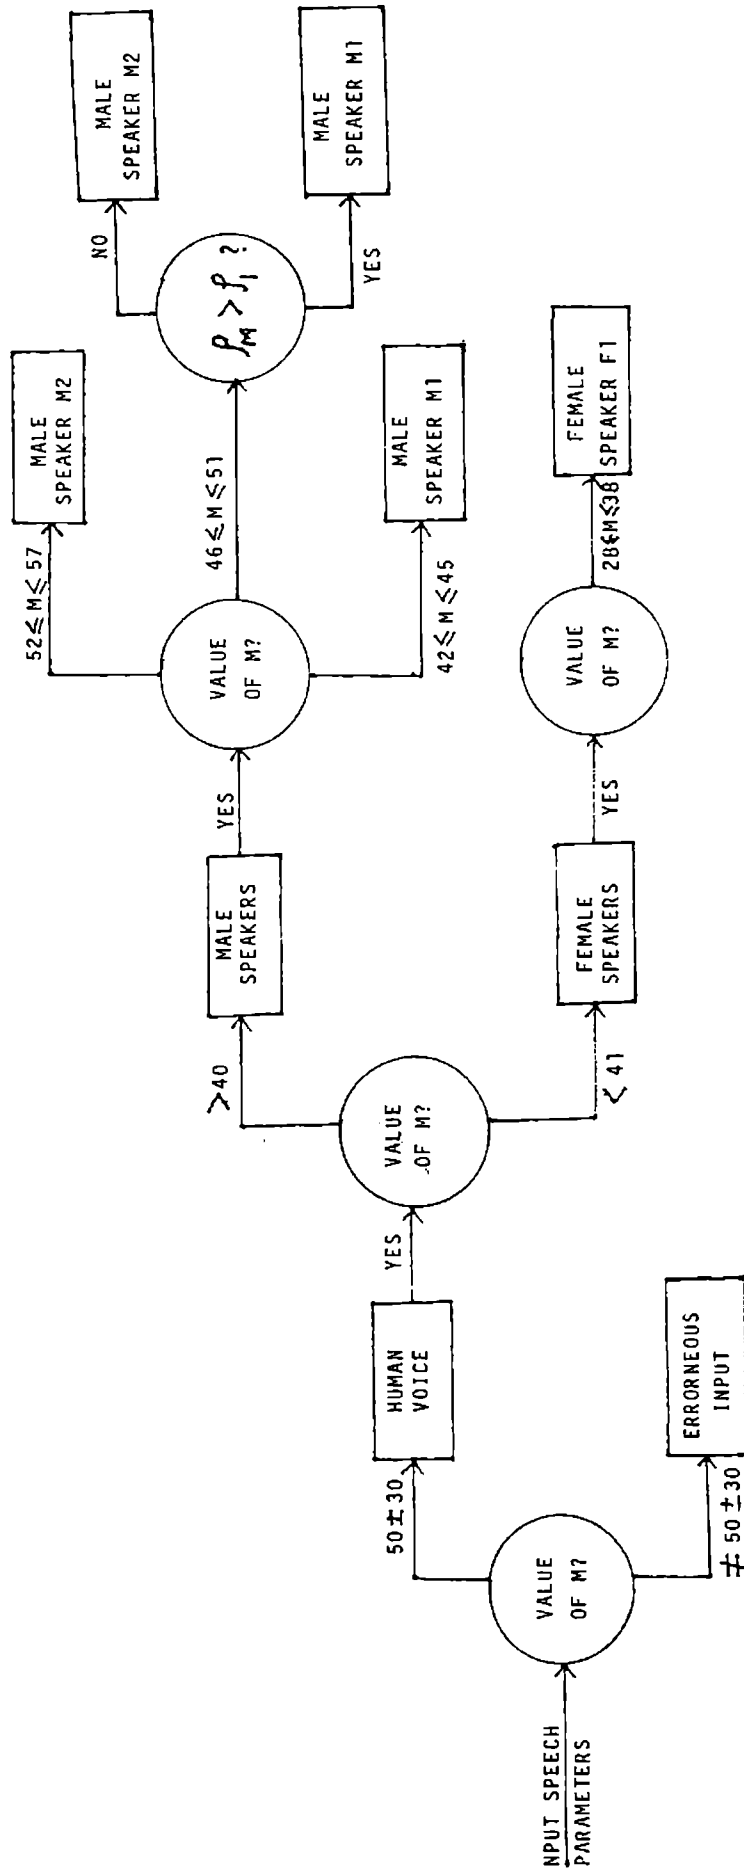 NPUT SPEECH
PARAMETERS
VALUE
OF M?
50±30
≠ 50±30
HUMAN
VOICE
ERRORNEOUS
INPUT
YES
VALUE
OF M?
>40
< 41
MALE
SPEAKERS
FEMALE
SPEAKERS
YES
YES
VALUE
OF M?
VALUE
OF M?
52≤M≤57
46≤M≤51
42≤M≤45
28≤M≤38
MALE
SPEAKER M2
MALE
SPEAKER M1
FEMALE
SPEAKER F1
ρM > ρ1 ?
NO
YES
MALE
SPEAKER M2
MALE
SPEAKER M1